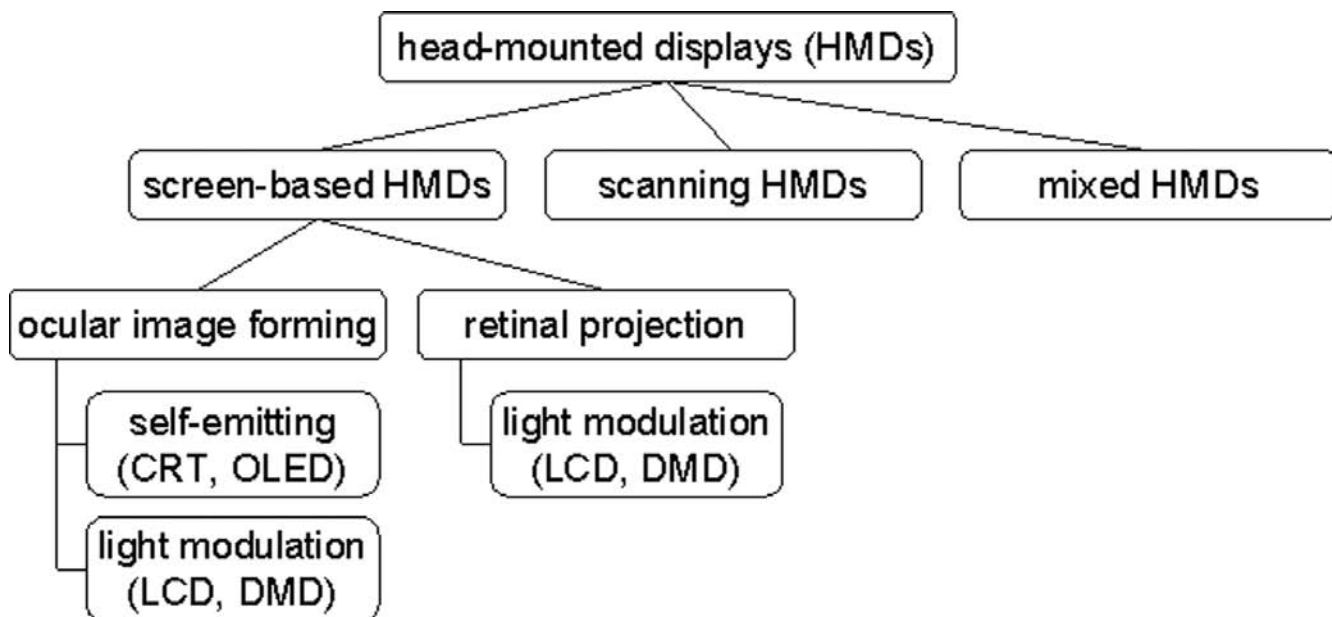 head-mounted displays (HMDs)
screen-based HMDs
scanning HMDs
mixed HMDs
ocular image forming
retinal projection
self-emitting
(CRT, OLED)
light modulation
(LCD, DMD)
light modulation
(LCD, DMD)